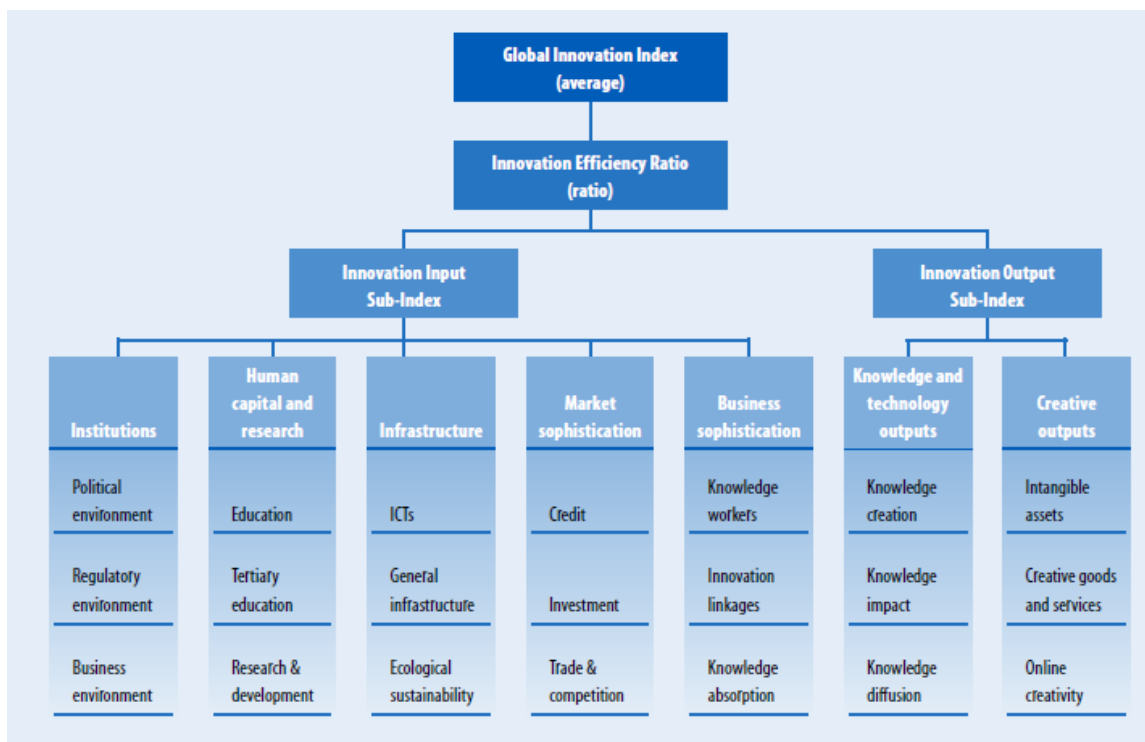 Global Innovation Index
(average)
Innovation Efficiency Ratio
(ratio)
Innovation Input
Sub-Index
Innovation Output
Sub-Index
Institutions
Human
capital and
research
Infrastructure
Market
sophistication
Business
sophistication
Knowledge and
technology
outputs
Creative
outputs
Political
environment
Education
ICTs
Credit
Knowledge
workers
Knowledge
creation
Intangible
assets
Regulatory
environment
Tertiary
education
General
infrastructure
Investment
Innovation
linkages
Knowledge
impact
Creative goods
and services
Business
environment
Research &
development
Ecological
sustainability
Trade &
competition
Knowledge
absorption
Knowledge
diffusion
Online
creativity